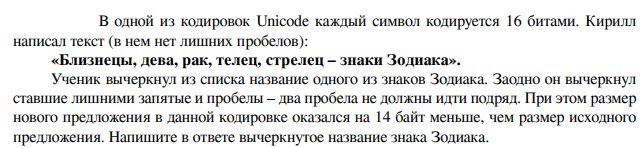 В одной из кодировок Unicode каждый символ кодируется 16 битами. Кирилл
написал текст (в нем нет лишних пробелов):
«Близнецы, дева, рак, телец, стрелец – знаки Зодиака».
Ученик вычеркнул из списка название одного из знаков Зодиака. Заодно он вычеркнул
ставшие лишними запятые и пробелы – два пробела не должны идти подряд. При этом размер
нового предложения в данной кодировке оказался на 14 байт меньше, чем размер исходного
предложения. Напишите в ответе вычеркнутое название знака Зодиака.